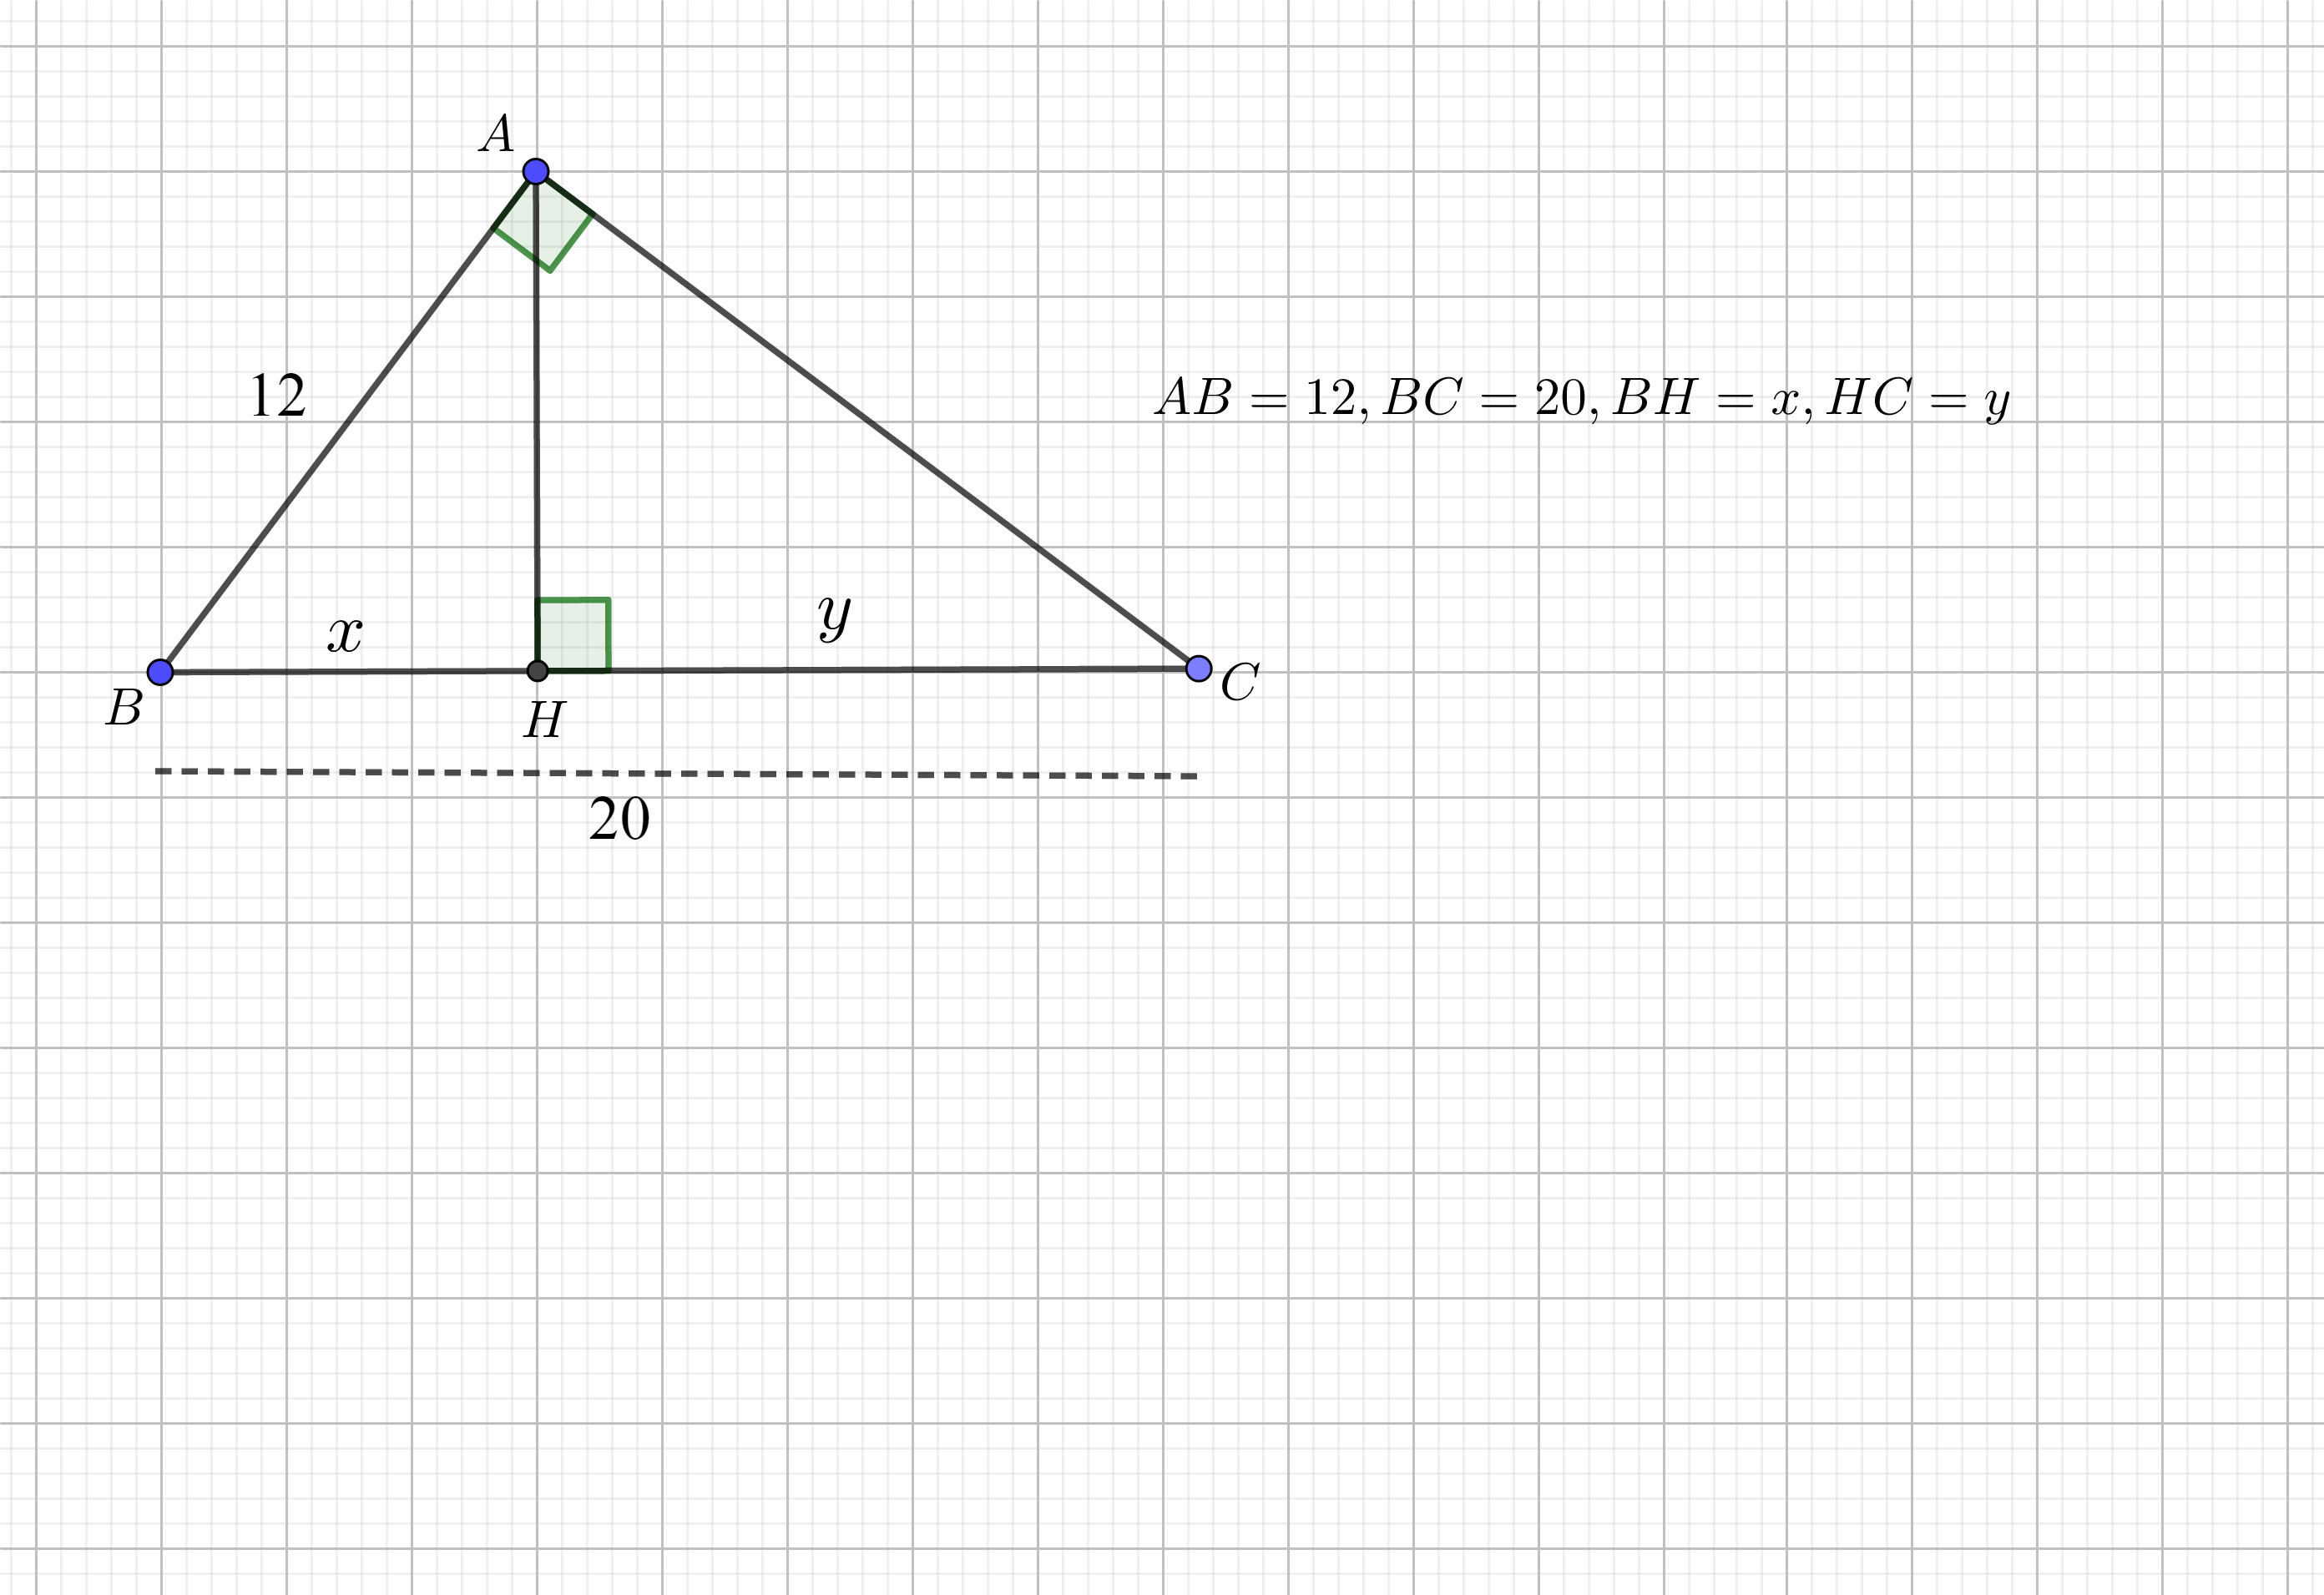 A
12
AB = 12, BC = 20, BH = x, HC = y
x
y
B
H
C
20